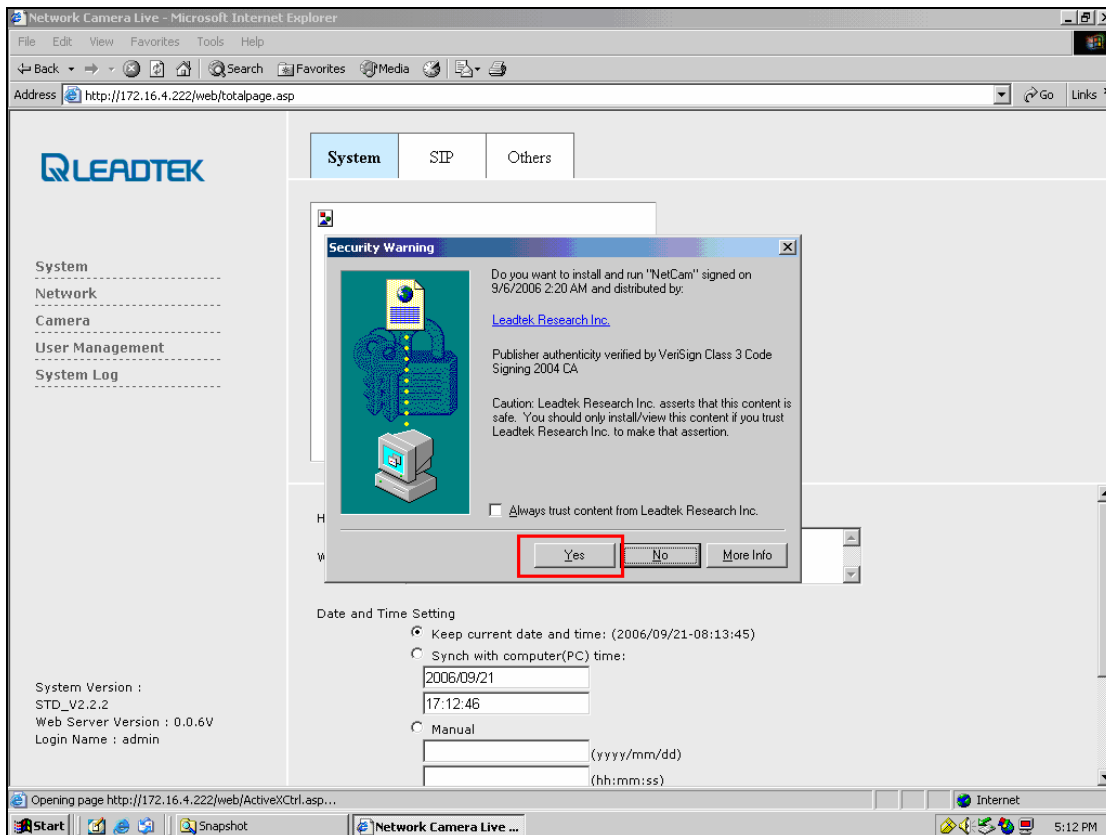 Network Camera Live - Microsoft Internet Explorer
File Edit View Favorites Tools Help
Back Search Favorites Media
Address http://172.16.4.222/web/totalpage.asp Go Links
LEADTEK
System SIP Others
System
Network
Camera
User Management
System Log
Security Warning
Do you want to install and run "NetCam" signed on
9/6/2006 2:20 AM and distributed by:
Leadtek Research Inc.
Publisher authenticity verified by VeriSign Class 3 Code
Signing 2004 CA
Caution: Leadtek Research Inc. asserts that this content is
safe. You should only install/view this content if you trust
Leadtek Research Inc. to make that assertion.
Always trust content from Leadtek Research Inc.
Yes No More Info
H
W
Date and Time Setting
Keep current date and time: (2006/09/21-08:13:45)
Synch with computer(PC) time:
2006/09/21
17:12:46
Manual
(yyyy/mm/dd)
(hh:mm:ss)
System Version :
STD_V2.2.2
Web Server Version : 0.0.6V
Login Name : admin
Opening page http://172.16.4.222/web/ActiveXCtrl.asp... Internet
Start Snapshot Network Camera Live ... 5:12 PM